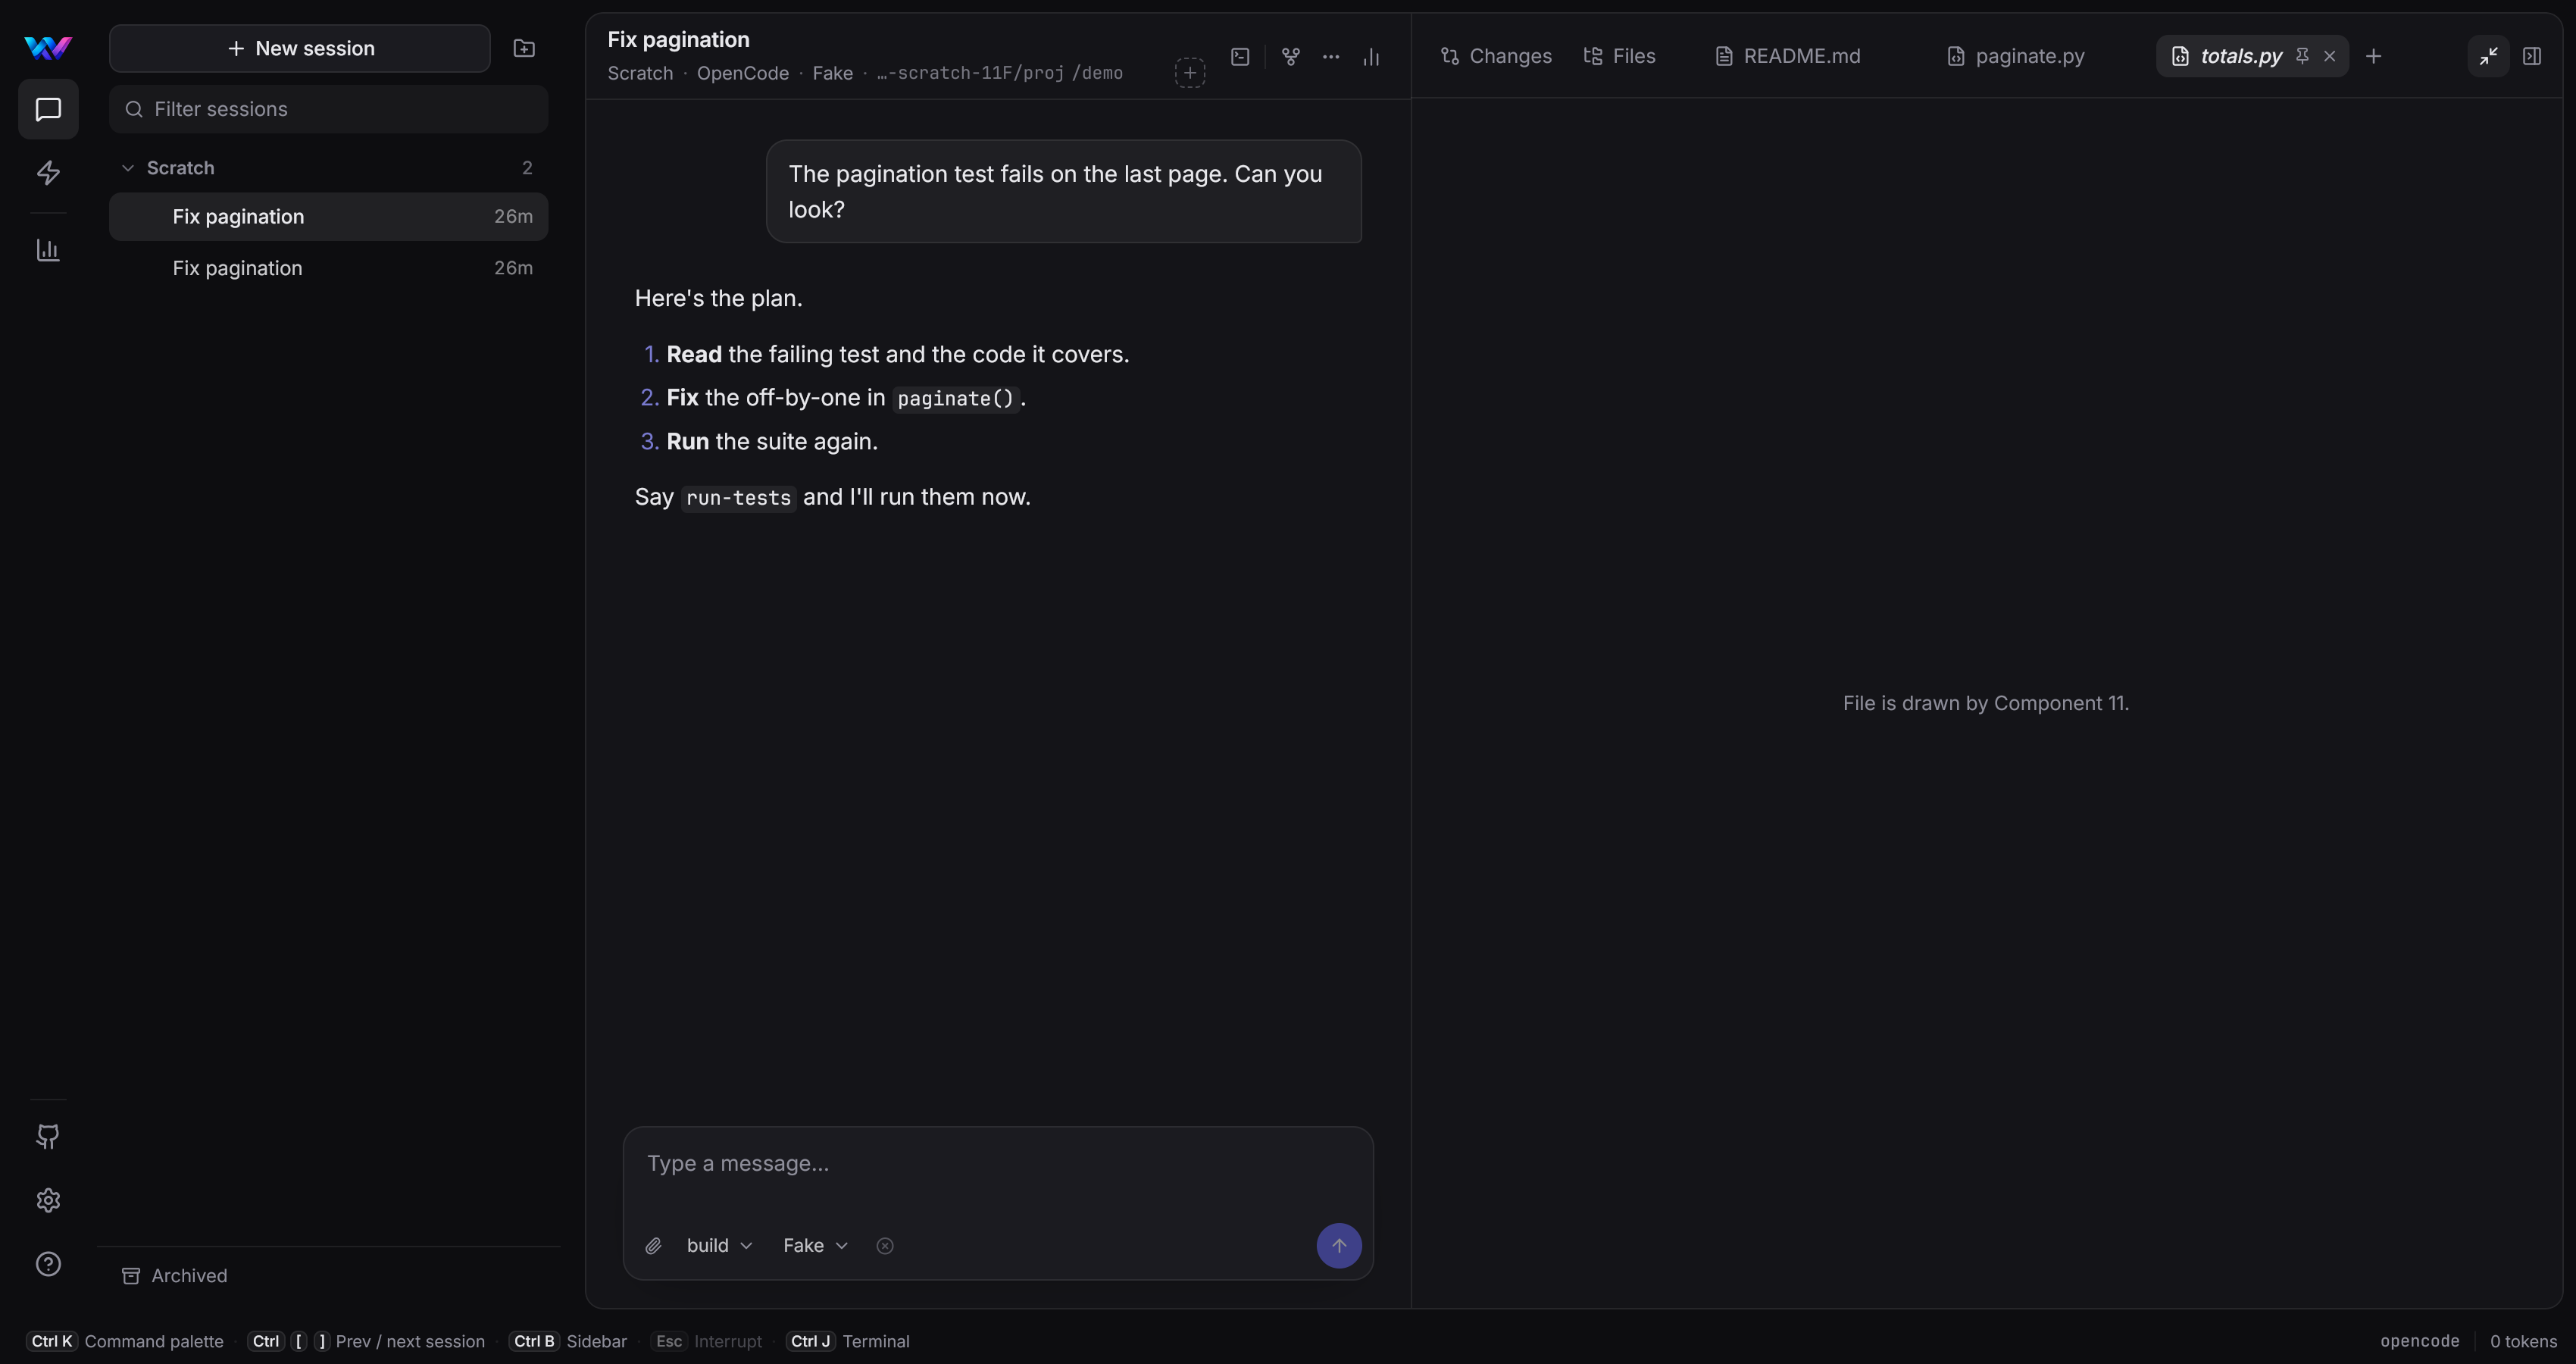 New session
Filter sessions
Scratch 2
Fix pagination 26m
Fix pagination 26m
Archived
Fix pagination
Scratch · OpenCode · Fake · …-scratch-11F/proj /demo
The pagination test fails on the last page. Can you
look?
Here's the plan.
1. Read the failing test and the code it covers.
2. Fix the off-by-one in paginate().
3. Run the suite again.
Say run-tests and I'll run them now.
Type a message...
build Fake
Changes Files README.md paginate.py totals.py
File is drawn by Component 11.
Ctrl K Command palette · Ctrl [ ] Prev / next session · Ctrl B Sidebar · Esc Interrupt · Ctrl J Terminal
opencode 0 tokens